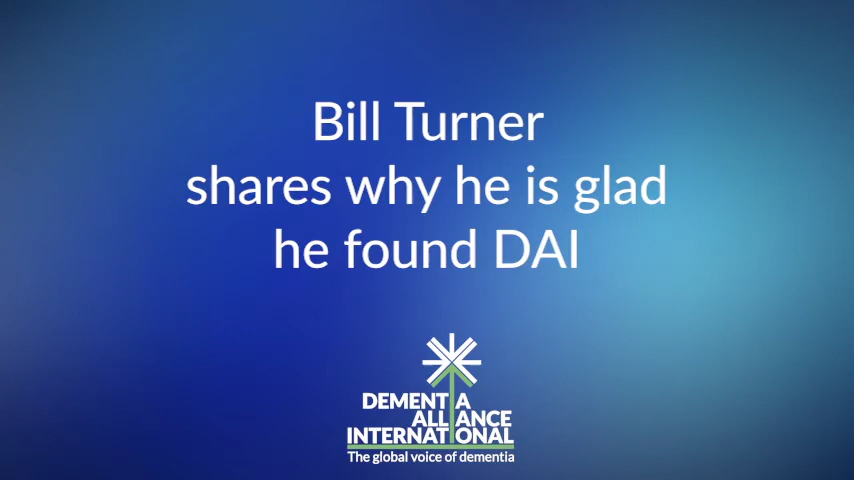 Bill Turner
shares why he is glad
he found DAI
DEMENTIA
ALLIANCE
INTERNATIONAL
The global voice of dementia